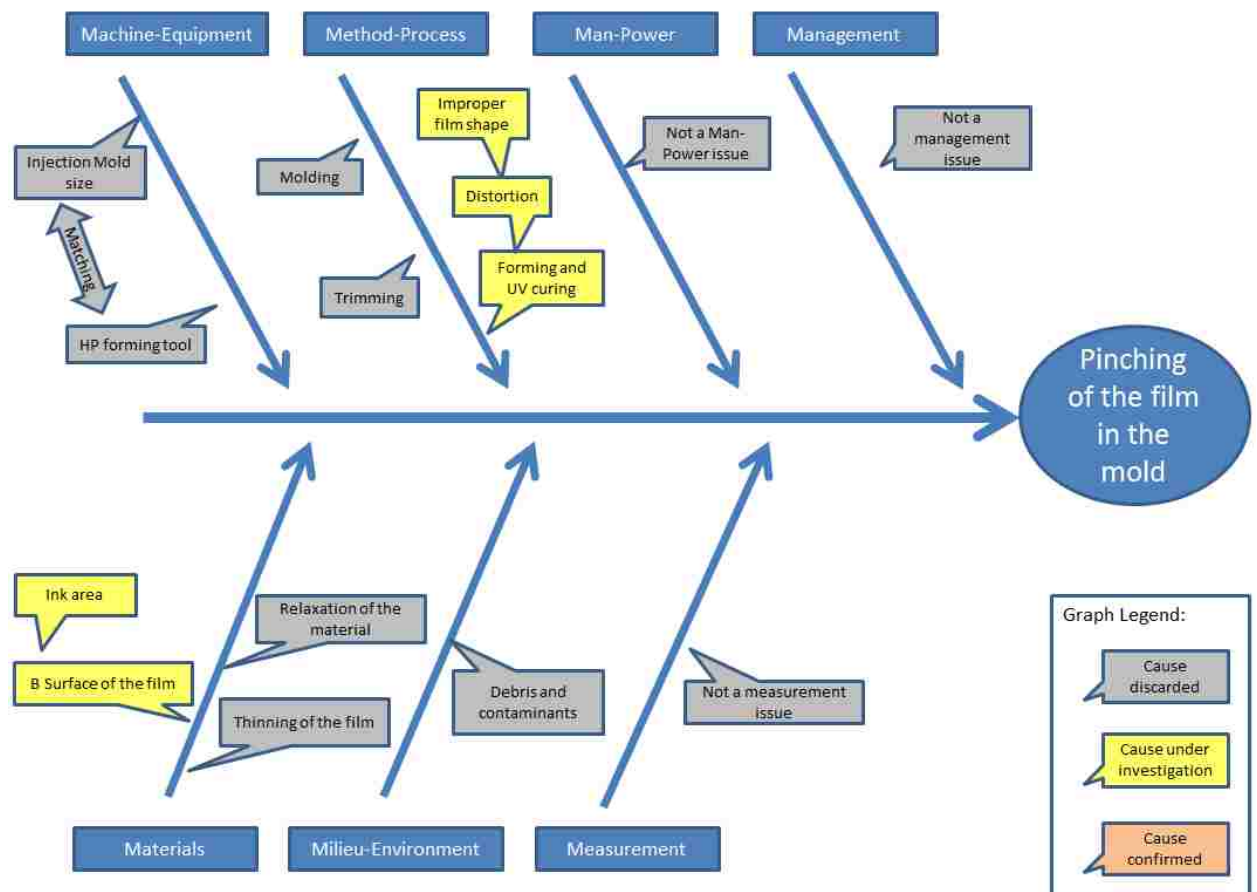 Machine-Equipment
Method-Process
Man-Power
Management
Improper
film shape
Not a Man-
Power issue
Not a
management
issue
Injection Mold
size
Molding
Distortion
Matching
Forming and
UV curing
Trimming
HP forming tool
Pinching
of the film
in the
mold
Ink area
Relaxation of the
material
B Surface of the film
Thinning of the film
Debris and
contaminants
Not a measurement
issue
Graph Legend:
Cause
discarded
Cause under
investigation
Cause
confirmed
Materials
Milieu-Environment
Measurement